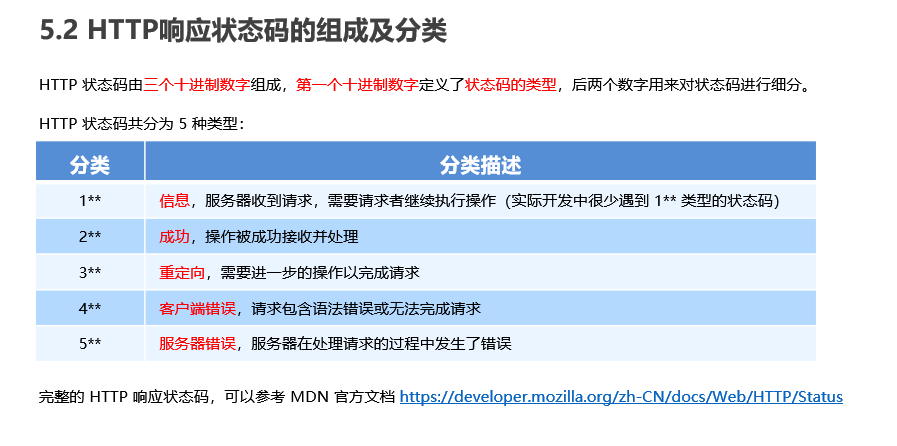 5.2 HTTP响应状态码的组成及分类
HTTP 状态码由三个十进制数字组成，第一个十进制数字定义了状态码的类型，后两个数字用来对状态码进行细分。
HTTP 状态码共分为 5 种类型：
分类 分类描述
1** 信息，服务器收到请求，需要请求者继续执行操作（实际开发中很少遇到 1** 类型的状态码）
2** 成功，操作被成功接收并处理
3** 重定向，需要进一步的操作以完成请求
4** 客户端错误，请求包含语法错误或无法完成请求
5** 服务器错误，服务器在处理请求的过程中发生了错误
完整的 HTTP 响应状态码，可以参考 MDN 官方文档 https://developer.mozilla.org/zh-CN/docs/Web/HTTP/Status